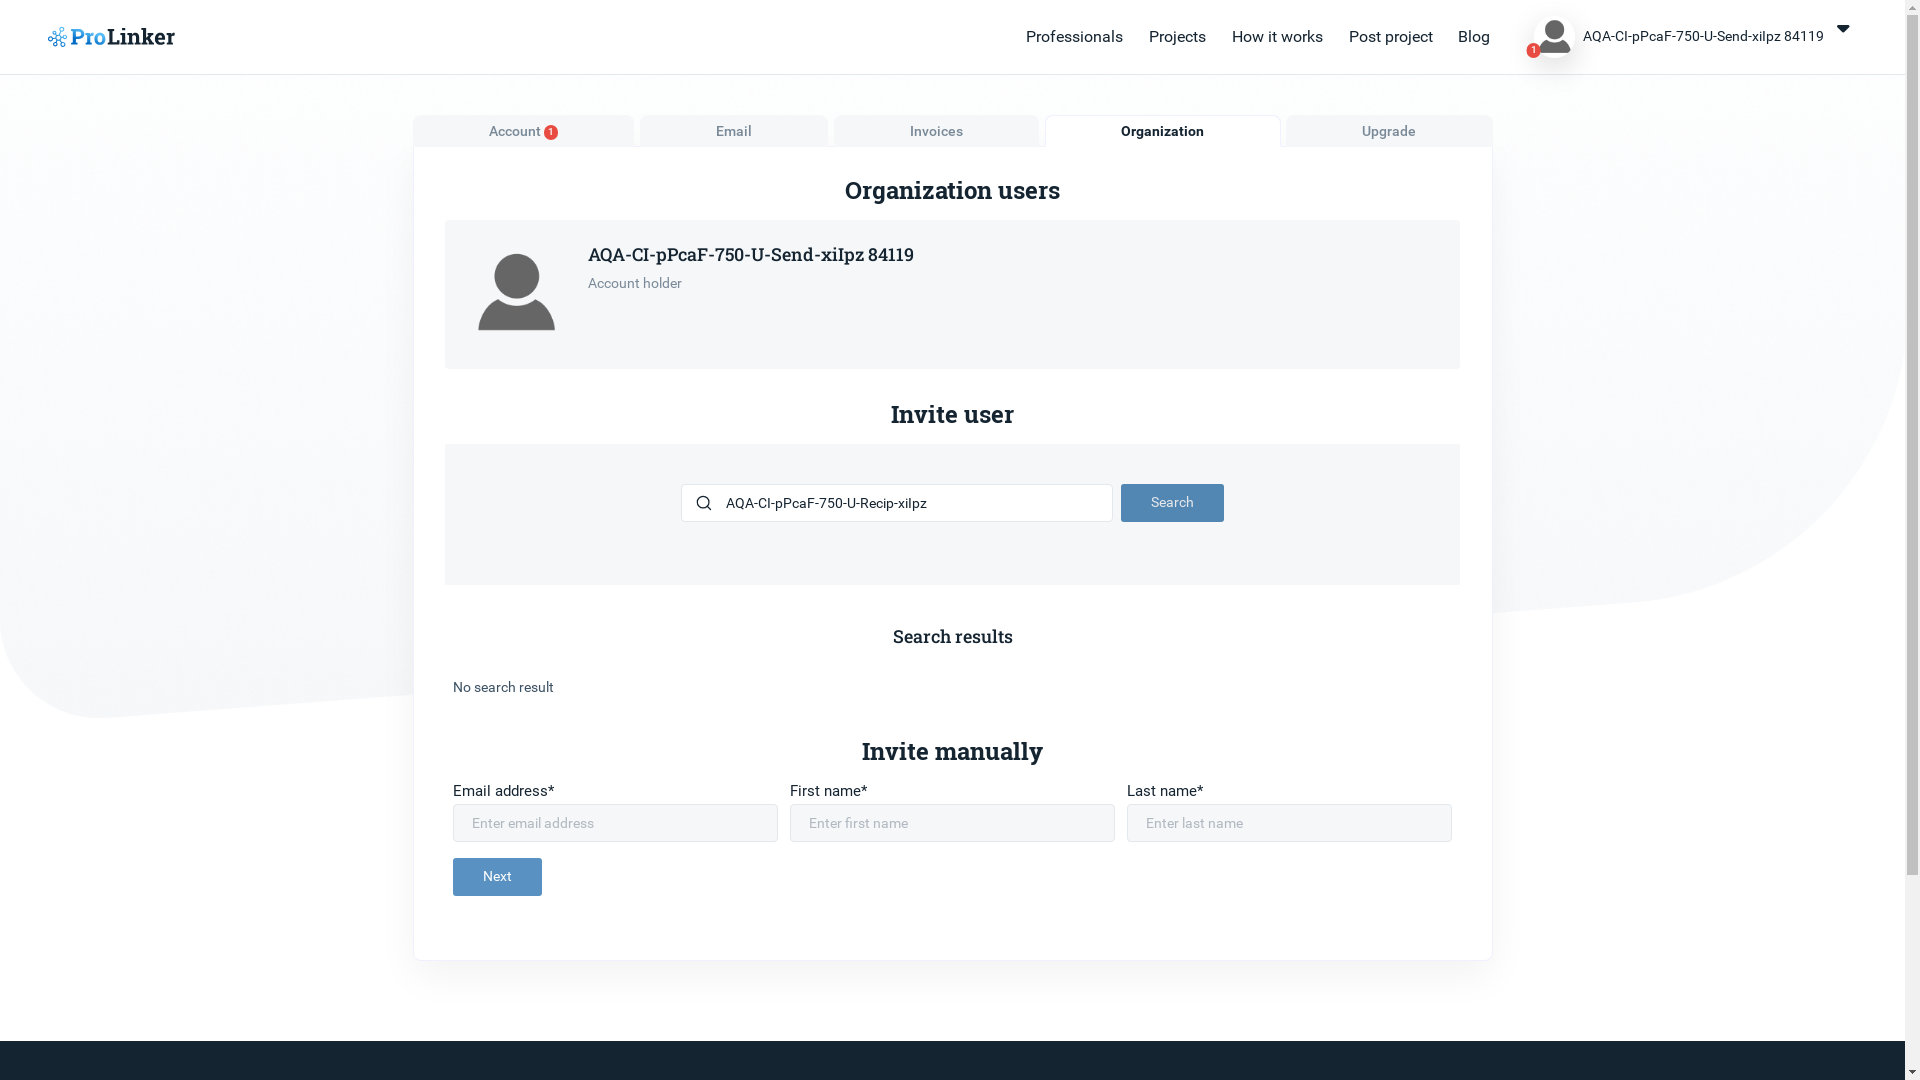 ProLinker
Professionals
Projects
How it works
Post project
Blog
1
AQA-CI-pPcaF-750-U-Send-xiIpz 84119
Account 1
Email
Invoices
Organization
Upgrade
Organization users
AQA-CI-pPcaF-750-U-Send-xiIpz 84119
Account holder
Invite user
AQA-CI-pPcaF-750-U-Recip-xiIpz
Search
Search results
No search result
Invite manually
Email address*
First name*
Last name*
Enter email address
Enter first name
Enter last name
Next